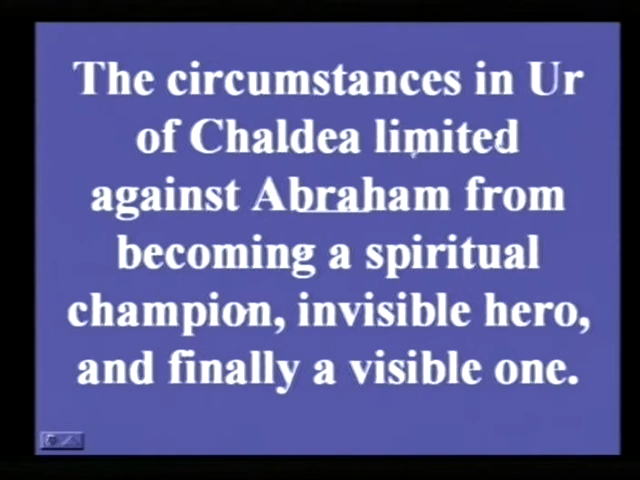 The circumstances in Ur
of Chaldea limited
against Abraham from
becoming a spiritual
champion, invisible hero,
and finally a visible one.